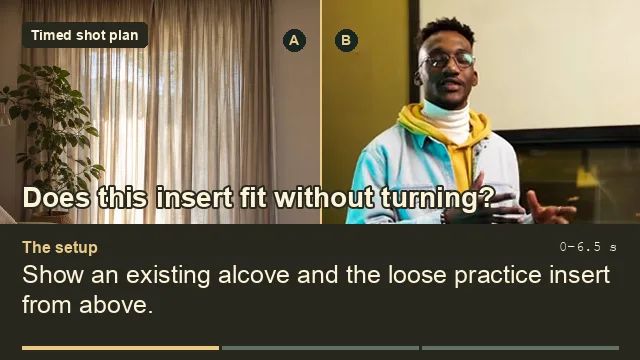 Timed shot plan
A
B
Does this insert fit without turning?
The setup
0–6.5 s
Show an existing alcove and the loose practice insert
from above.